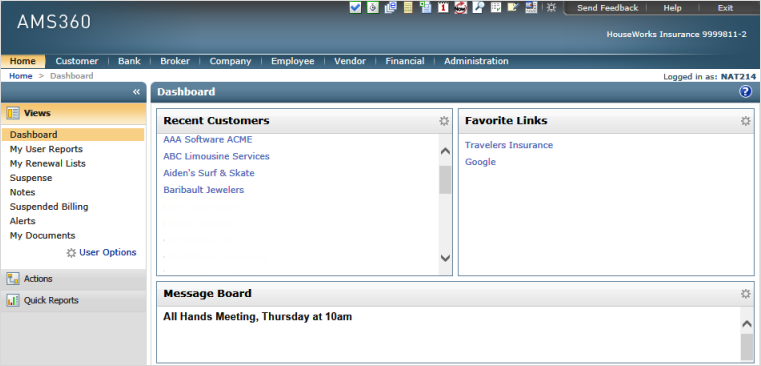 AMS360
Send Feedback Help Exit
HouseWorks Insurance 9999811-2
Home Customer Bank Broker Company Employee Vendor Financial Administration
Home > Dashboard
Logged in as: NAT214
«
Dashboard
?
Views
Dashboard
My User Reports
My Renewal Lists
Suspense
Notes
Suspended Billing
Alerts
My Documents
User Options
Actions
Quick Reports
Recent Customers
AAA Software ACME
ABC Limousine Services
Aiden's Surf & Skate
Baribault Jewelers
Favorite Links
Travelers Insurance
Google
Message Board
All Hands Meeting, Thursday at 10am